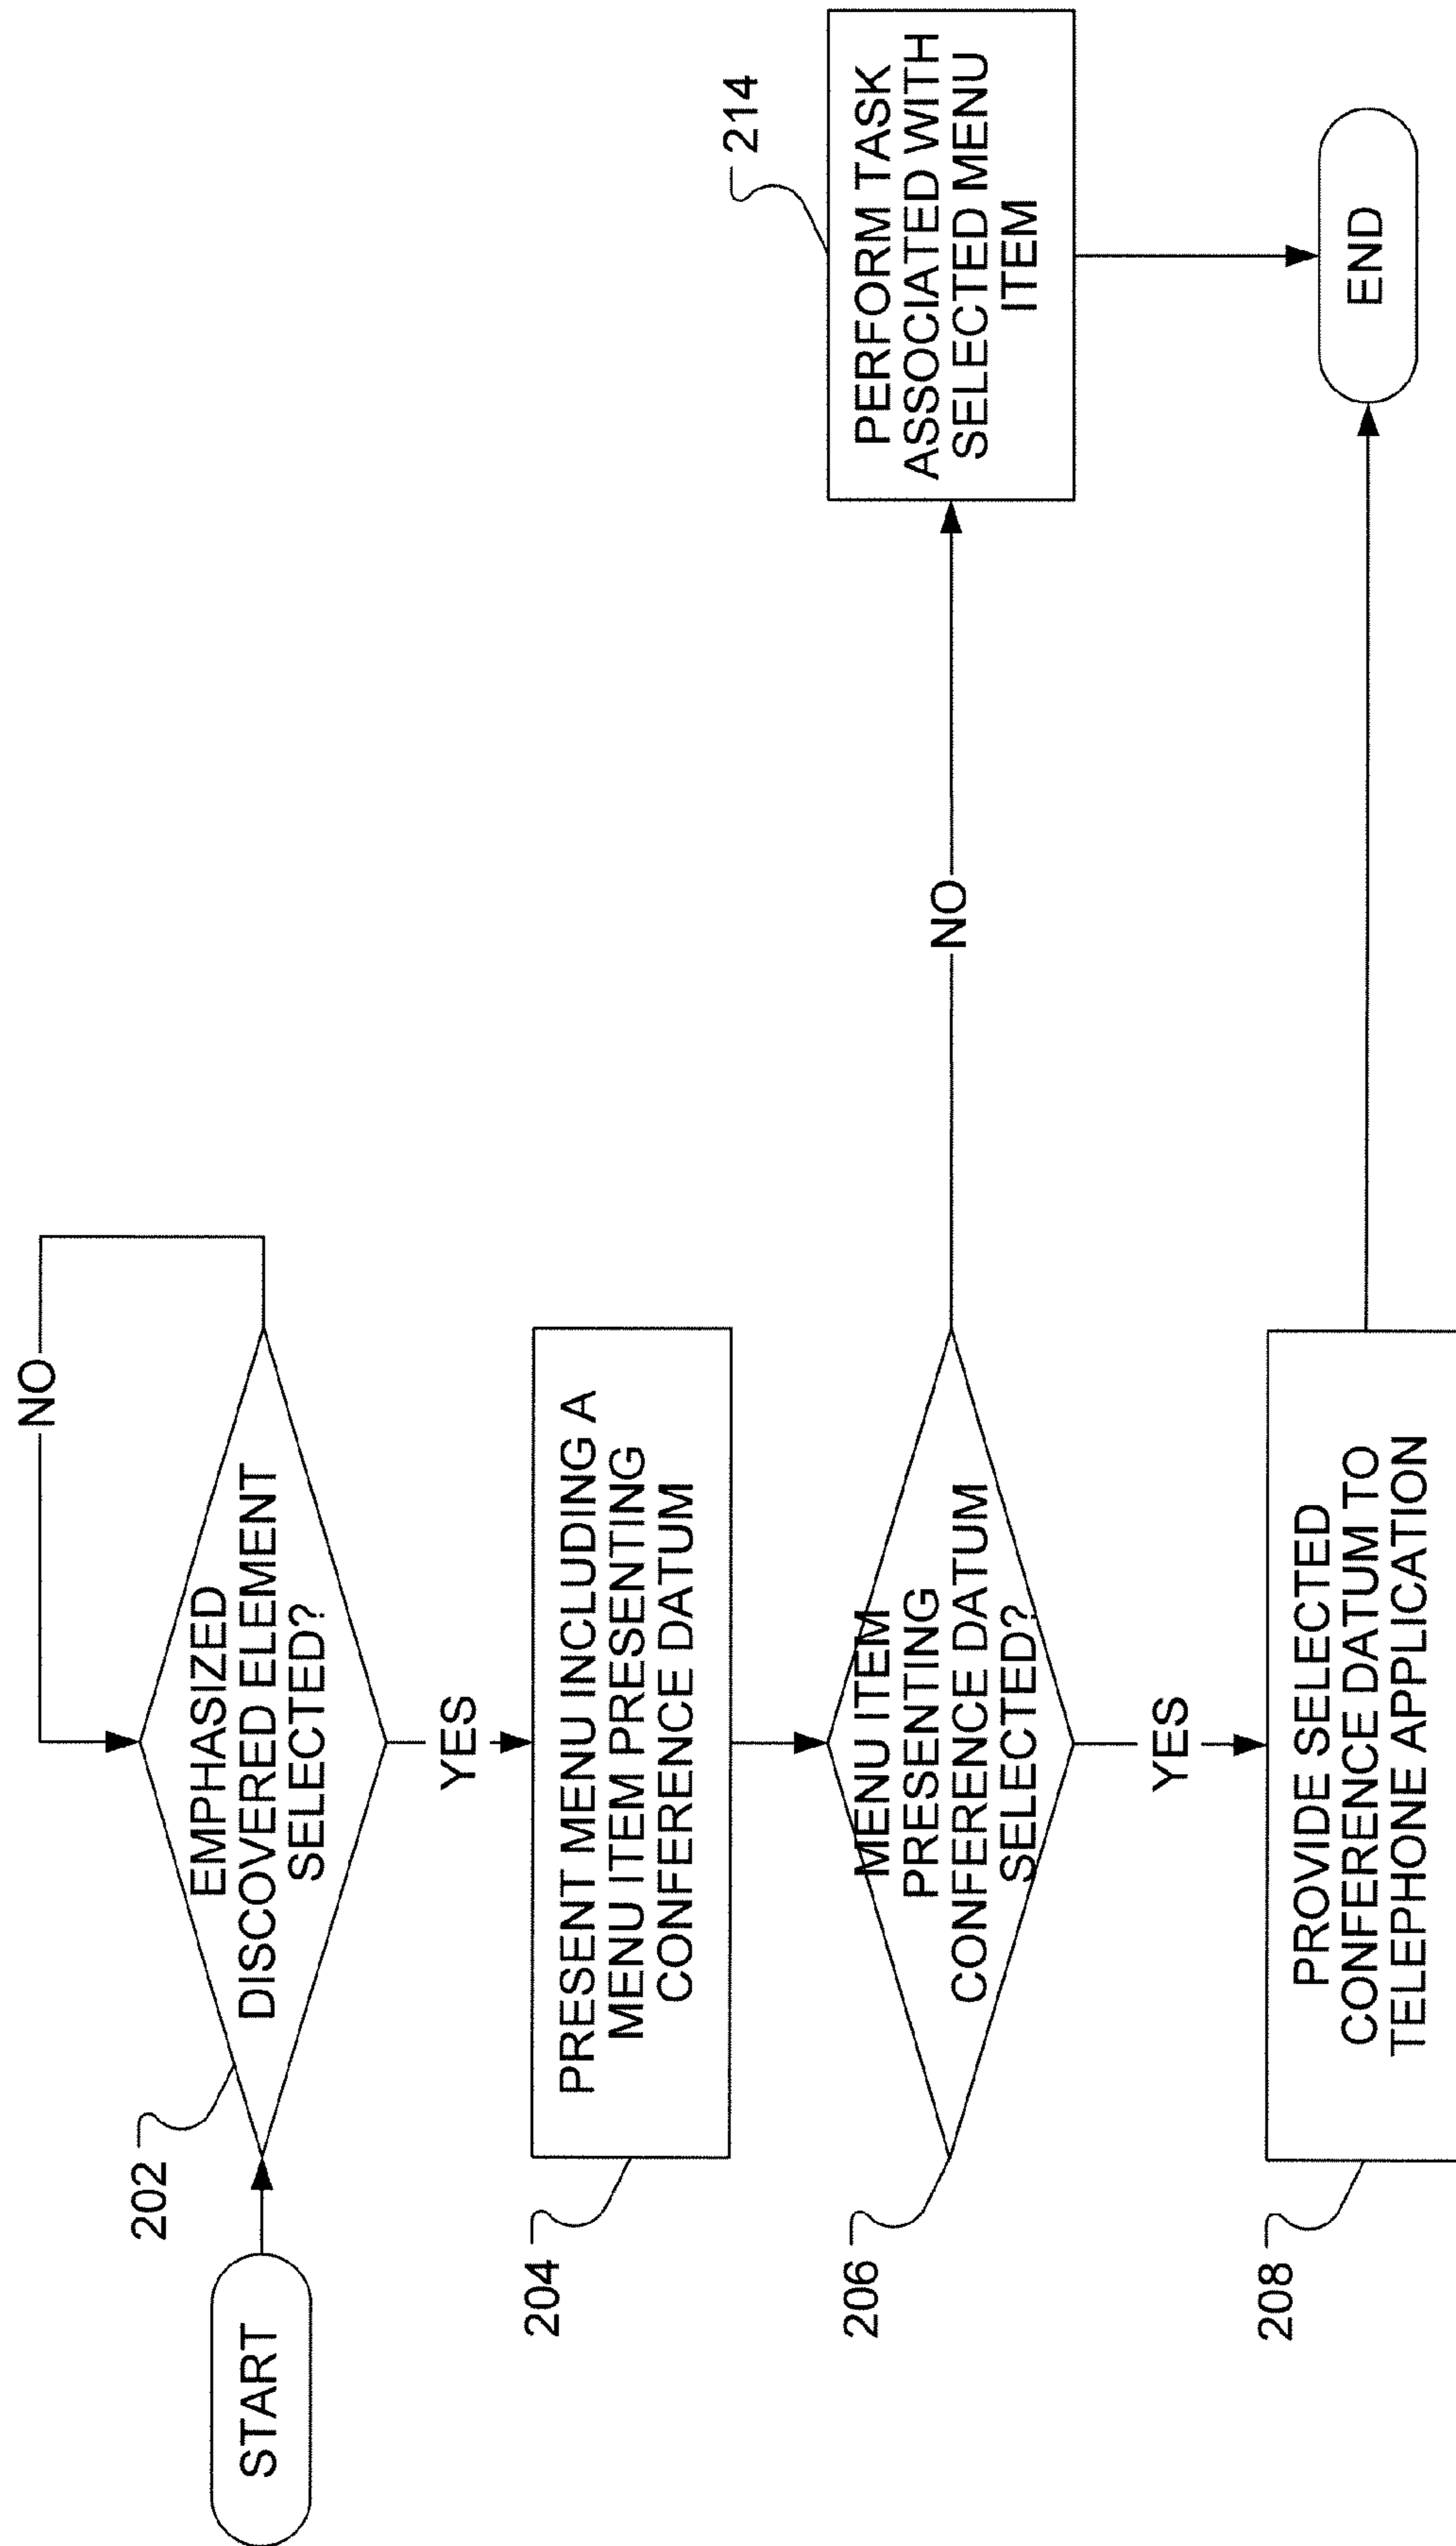 START
202
EMPHASIZED
DISCOVERED ELEMENT
SELECTED?
NO
YES
204
PRESENT MENU INCLUDING A
MENU ITEM PRESENTING
CONFERENCE DATUM
206
MENU ITEM
PRESENTING
CONFERENCE DATUM
SELECTED?
NO
214
PERFORM TASK
ASSOCIATED WITH
SELECTED MENU
ITEM
YES
208
PROVIDE SELECTED
CONFERENCE DATUM TO
TELEPHONE APPLICATION
END